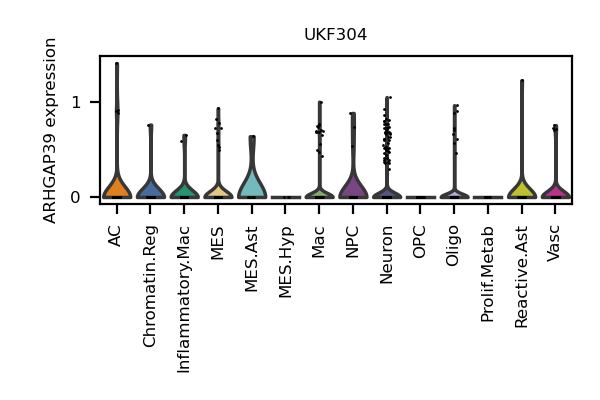 UKF304
ARHGAP39 expression
1
0
AC
Chromatin.Reg
Inflammatory.Mac
MES
MES.Ast
MES.Hyp
Mac
NPC
Neuron
OPC
Oligo
Prolif.Metab
Reactive.Ast
Vasc